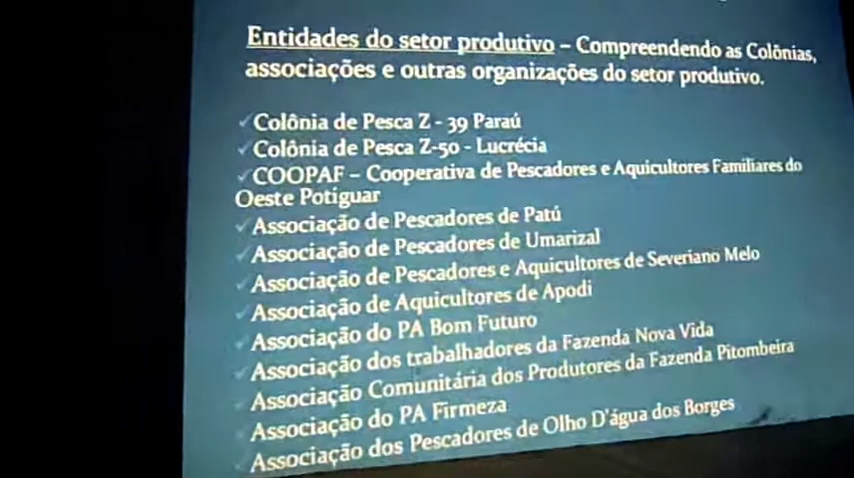 Entidades do setor produtivo – Compreendendo as Colônias,
associações e outras organizações do setor produtivo.
✓Colônia de Pesca Z - 39 Paraú
✓Colônia de Pesca Z-50 - Lucrécia
✓COOPAF – Cooperativa de Pescadores e Aquicultores Familiares do
Oeste Potiguar
✓Associação de Pescadores de Patú
✓Associação de Pescadores de Umarizal
✓Associação de Pescadores e Aquicultores de Severiano Melo
✓Associação de Aquicultores de Apodi
✓Associação do PA Bom Futuro
✓Associação dos trabalhadores da Fazenda Nova Vida
✓Associação Comunitária dos Produtores da Fazenda Pitombeira
✓Associação do PA Firmeza
✓Associação dos Pescadores de Olho D'água dos Borges